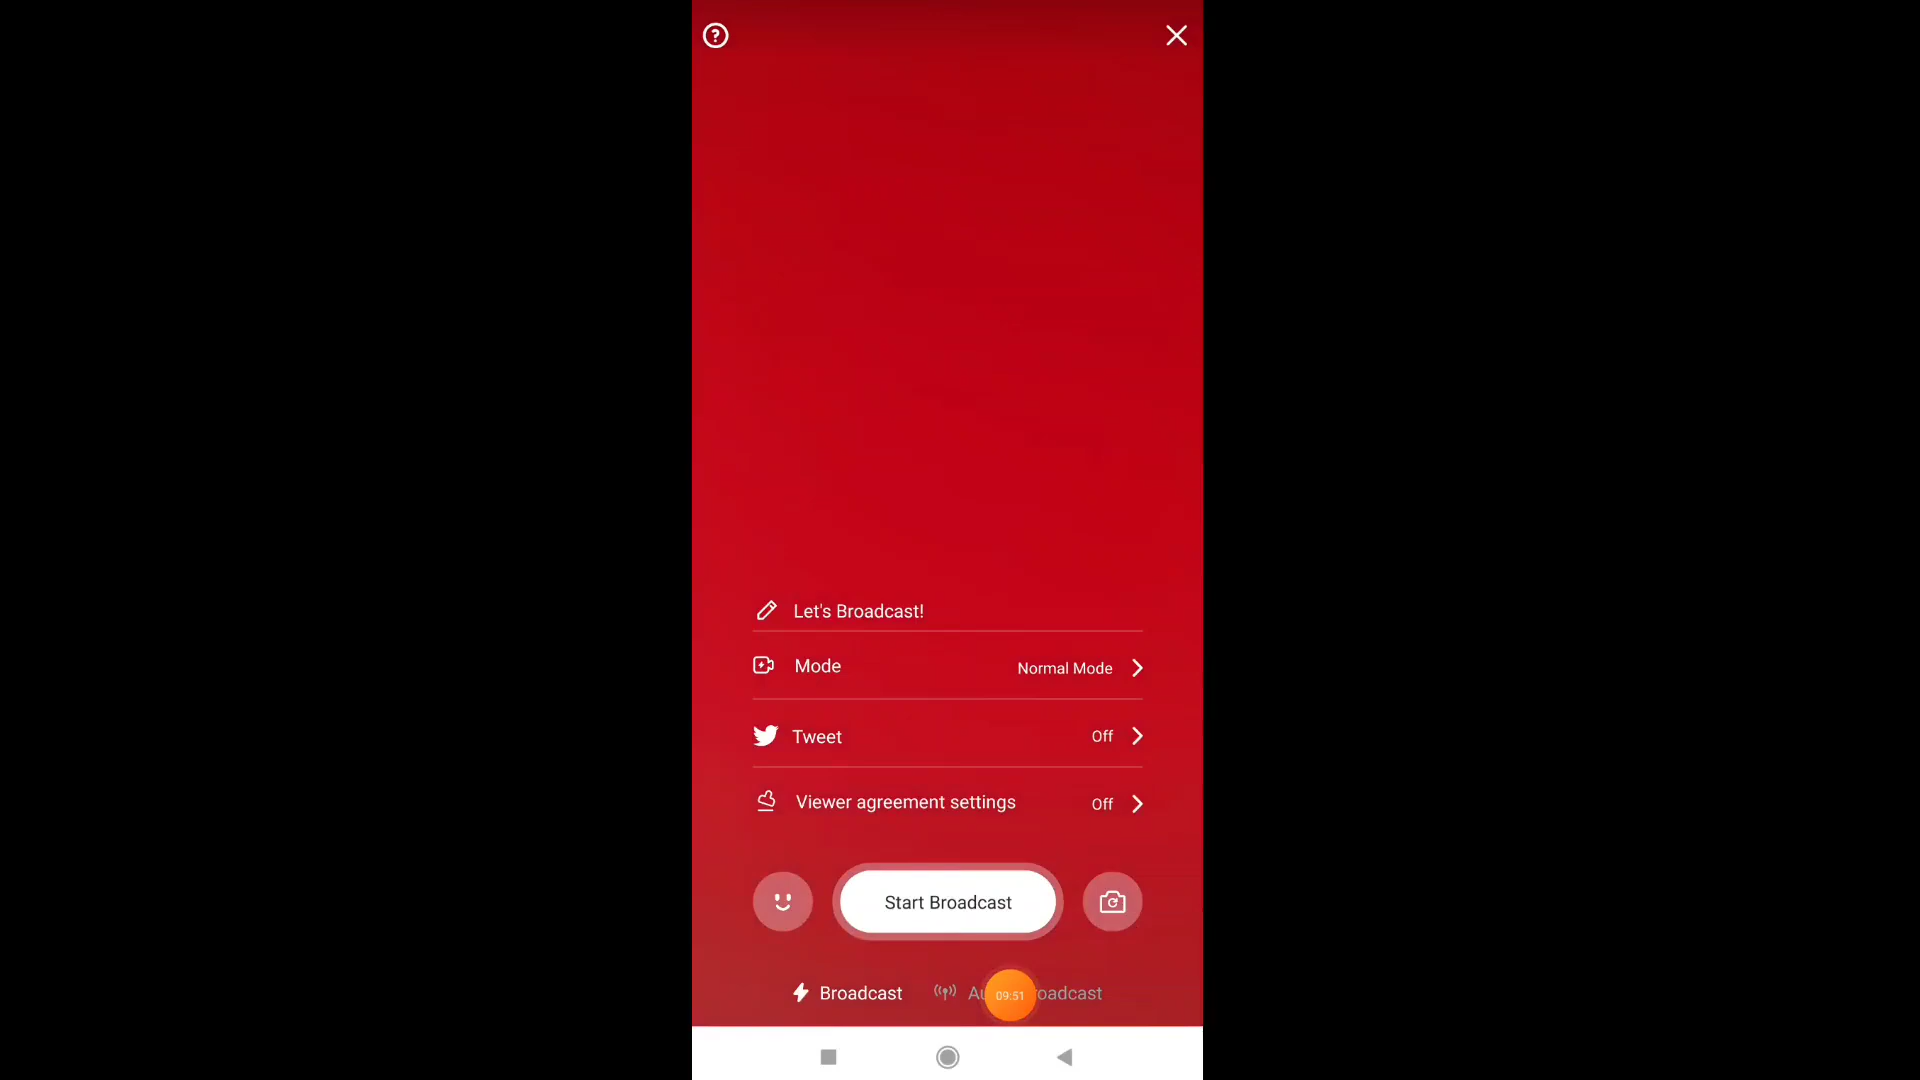 Let's Broadcast!
Mode Normal Mode
Tweet Off
Viewer agreement settings Off
Start Broadcast
Broadcast
09:51